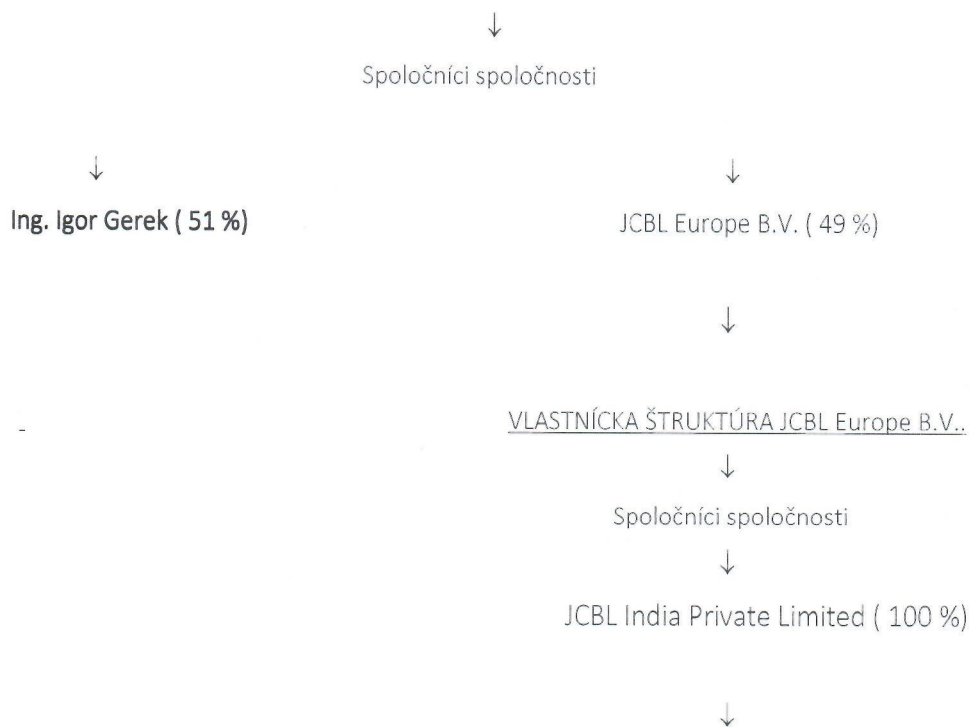 ↓
Spoločníci spoločnosti
↓ ↓
Ing. Igor Gerek ( 51 %) JCBL Europe B.V. ( 49 %)
↓
- VLASTNÍCKA ŠTRUKTÚRA JCBL Europe B.V..
↓
Spoločníci spoločnosti
↓
JCBL India Private Limited ( 100 %)
↓